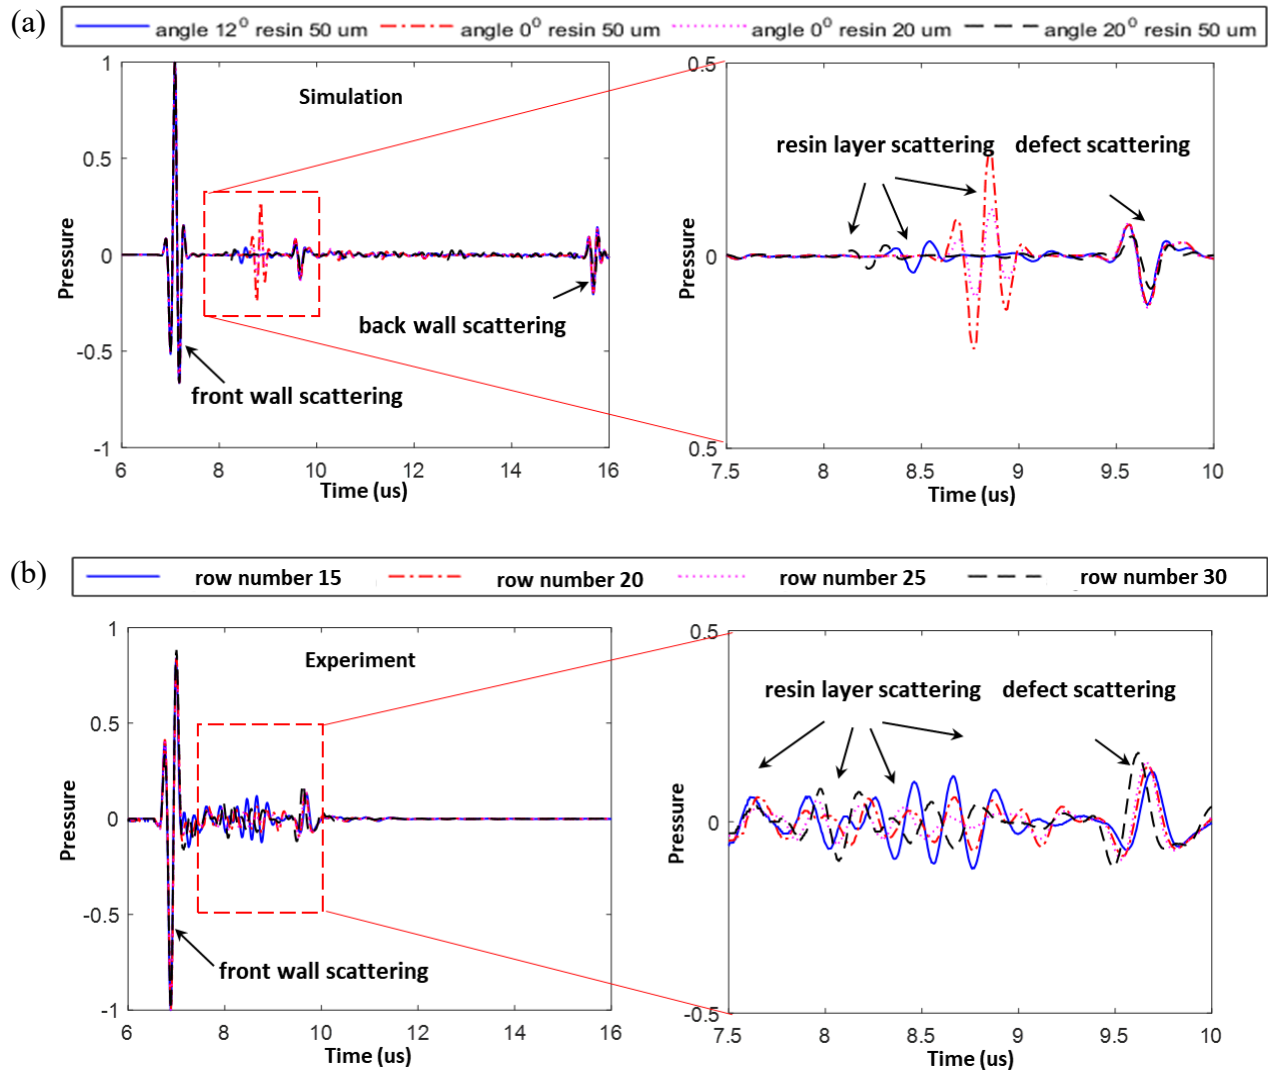 (a)
angle 12⁰ resin 50 um angle 0⁰ resin 50 um angle 0⁰ resin 20 um angle 20⁰ resin 50 um
Simulation
1
0.5
0
-0.5
-1
Pressure
front wall scattering
back wall scattering
6 8 10 12 14 16
Time (us)
0.5
0
0.5
Pressure
resin layer scattering defect scattering
7.5 8 8.5 9 9.5 10
Time (us)
(b)
row number 15 row number 20 row number 25 row number 30
Experiment
1
0.5
0
-0.5
-1
Pressure
front wall scattering
6 8 10 12 14 16
Time (us)
0.5
0
-0.5
Pressure
resin layer scattering defect scattering
7.5 8 8.5 9 9.5 10
Time (us)